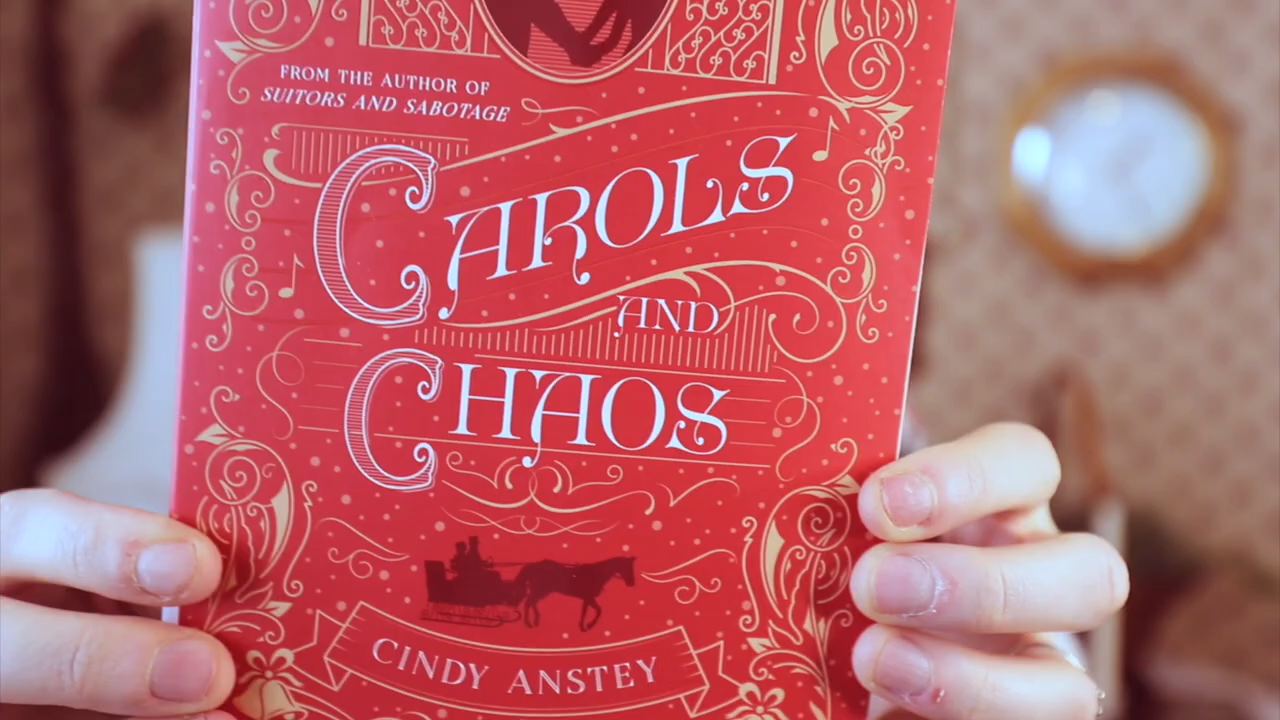 FROM THE AUTHOR OF
SUITORS AND SABOTAGE
CAROLS
AND
CHAOS
CINDY ANSTEY